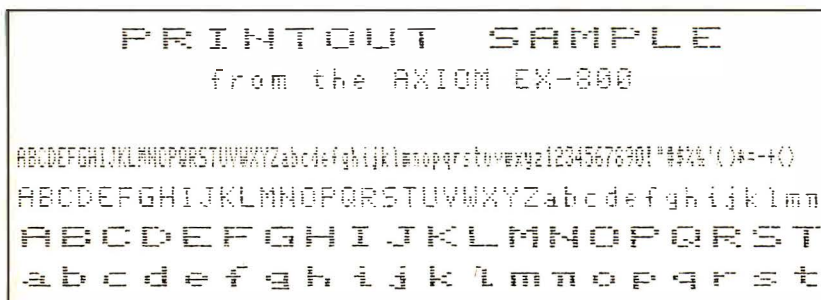 PRINTOUT SAMPLE
from the AXIOM EX-800
ABCDEFGHIJKLMNOPQRSTUVWXYZabcdefghijklmnopqrstuvwxyz1234567890!"#$%&'()*=-+()
ABCDEFGHIJKLMNOPQRSTUVWXYZabcdefghijklmn
ABCDEFGHIJKLMNOPQRST
abcdefghijklmnopqrst